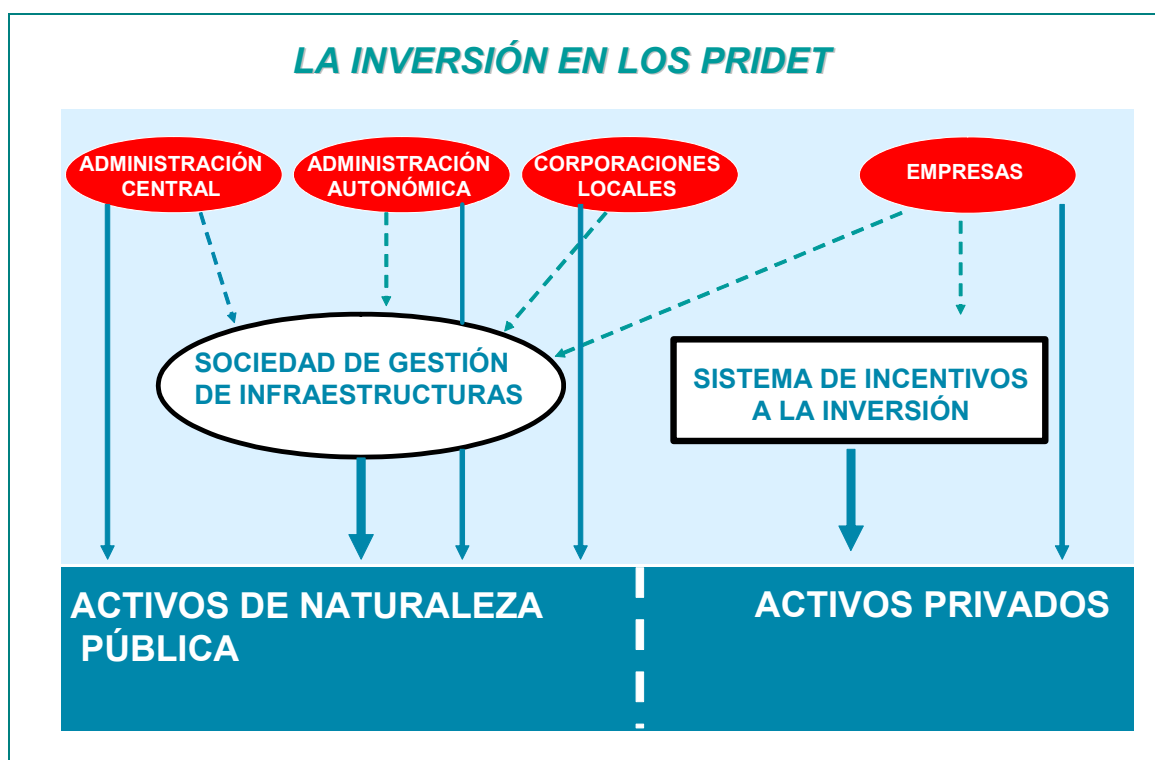 LA INVERSIÓN EN LOS PRIDET
ADMINISTRACIÓN
CENTRAL
ADMINISTRACIÓN
AUTONÓMICA
CORPORACIONES
LOCALES
EMPRESAS
SOCIEDAD DE GESTIÓN
DE INFRAESTRUCTURAS
SISTEMA DE INCENTIVOS
A LA INVERSIÓN
ACTIVOS DE NATURALEZA
PÚBLICA
ACTIVOS PRIVADOS